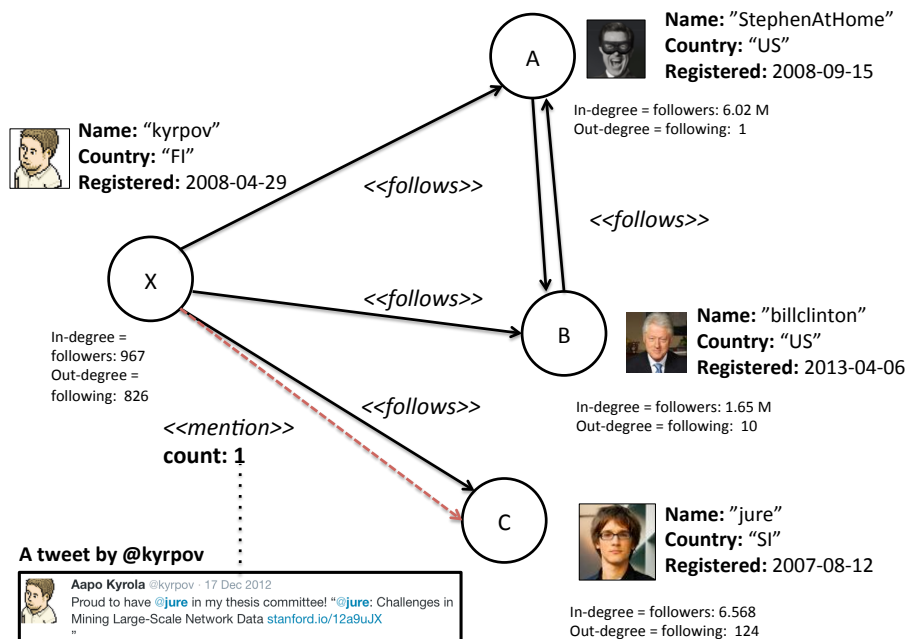 Name: ”StephenAtHome”
Country: “US”
Registered: 2008-09-15
A
In-degree = followers: 6.02 M
Out-degree = following: 1
Name: “kyrpov”
Country: “FI”
Registered: 2008-04-29
<<follows>>
<<follows>>
X
<<follows>>
B
Name: ”billclinton”
Country: “US”
Registered: 2013-04-06
In-degree =
followers: 967
Out-degree =
following: 826
In-degree = followers: 1.65 M
Out-degree = following: 10
<<follows>>
<<mention>>
count: 1
C
Name: ”jure”
Country: “SI”
Registered: 2007-08-12
In-degree = followers: 6.568
Out-degree = following: 124
A tweet by @kyrpov
Aapo Kyrola @kyrpov · 17 Dec 2012
Proud to have @jure in my thesis committee! “@jure: Challenges in
Mining Large-Scale Network Data stanford.io/12a9uJX
”